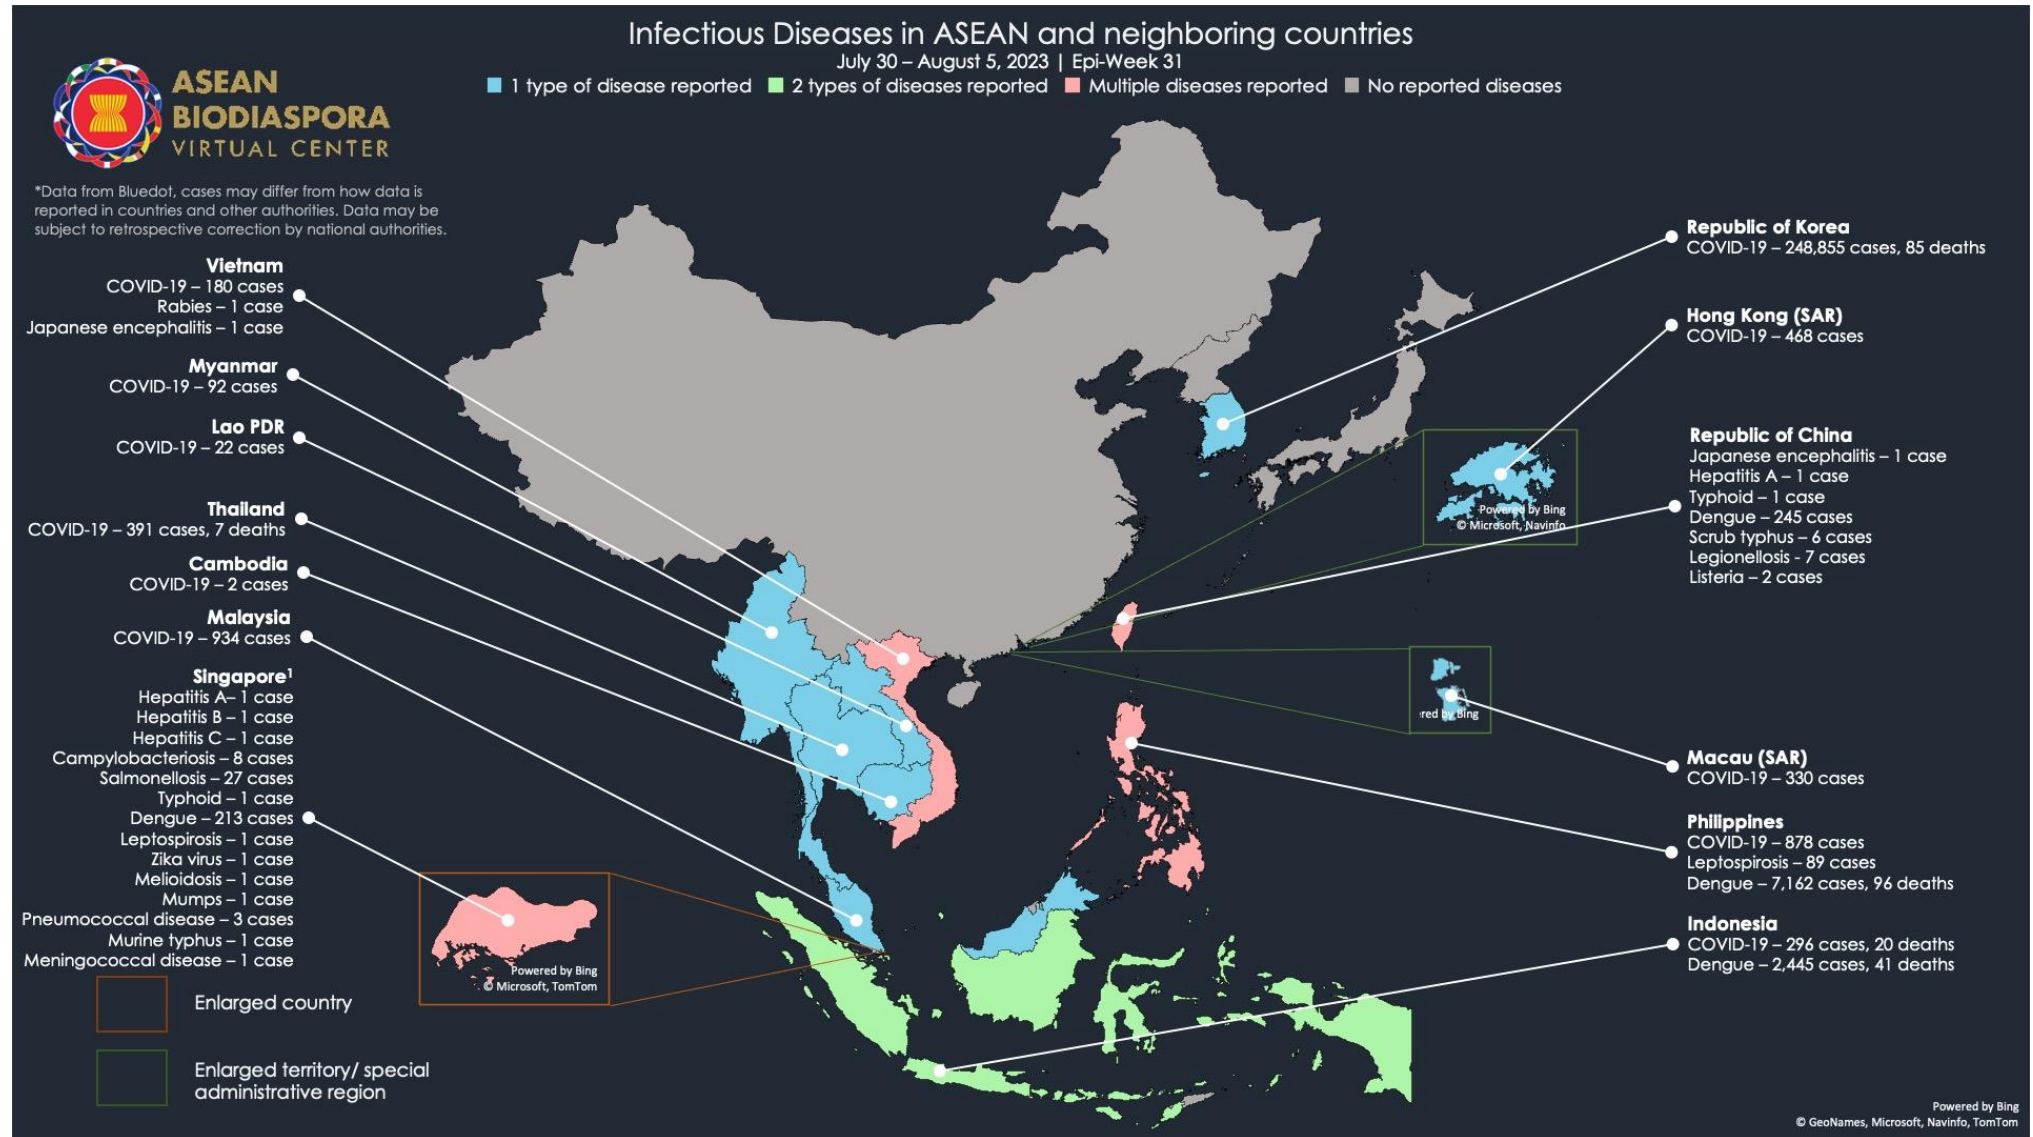 Infectious Diseases in ASEAN and neighboring countries
July 30 – August 5, 2023 | Epi-Week 31
1 type of disease reported
2 types of diseases reported
Multiple diseases reported
No reported diseases
ASEAN
BIODIASPORA
VIRTUAL CENTER
*Data from Bluedot, cases may differ from how data is
reported in countries and other authorities. Data may be
subject to retrospective correction by national authorities.
Vietnam
COVID-19 – 180 cases
Rabies – 1 case
Japanese encephalitis – 1 case
Myanmar
COVID-19 – 92 cases
Lao PDR
COVID-19 – 22 cases
Thailand
COVID-19 – 391 cases, 7 deaths
Cambodia
COVID-19 – 2 cases
Malaysia
COVID-19 – 934 cases
Singapore¹
Hepatitis A– 1 case
Hepatitis B – 1 case
Hepatitis C – 1 case
Campylobacteriosis – 8 cases
Salmonellosis – 27 cases
Typhoid – 1 case
Dengue – 213 cases
Leptospirosis – 1 case
Zika virus – 1 case
Melioidosis – 1 case
Mumps – 1 case
Pneumococcal disease – 3 cases
Murine typhus – 1 case
Meningococcal disease – 1 case
Enlarged country
Enlarged territory/ special
administrative region
Powered by Bing
© Microsoft, TomTom
Republic of Korea
COVID-19 – 248,855 cases, 85 deaths
Hong Kong (SAR)
COVID-19 – 468 cases
Powered by Bing
© Microsoft, Navinfo
Republic of China
Japanese encephalitis – 1 case
Hepatitis A – 1 case
Typhoid – 1 case
Dengue – 245 cases
Scrub typhus – 6 cases
Legionellosis - 7 cases
Listeria – 2 cases
red by Bing
Macau (SAR)
COVID-19 – 330 cases
Philippines
COVID-19 – 878 cases
Leptospirosis – 89 cases
Dengue – 7,162 cases, 96 deaths
Indonesia
COVID-19 – 296 cases, 20 deaths
Dengue – 2,445 cases, 41 deaths
Powered by Bing
© GeoNames, Microsoft, Navinfo, TomTom